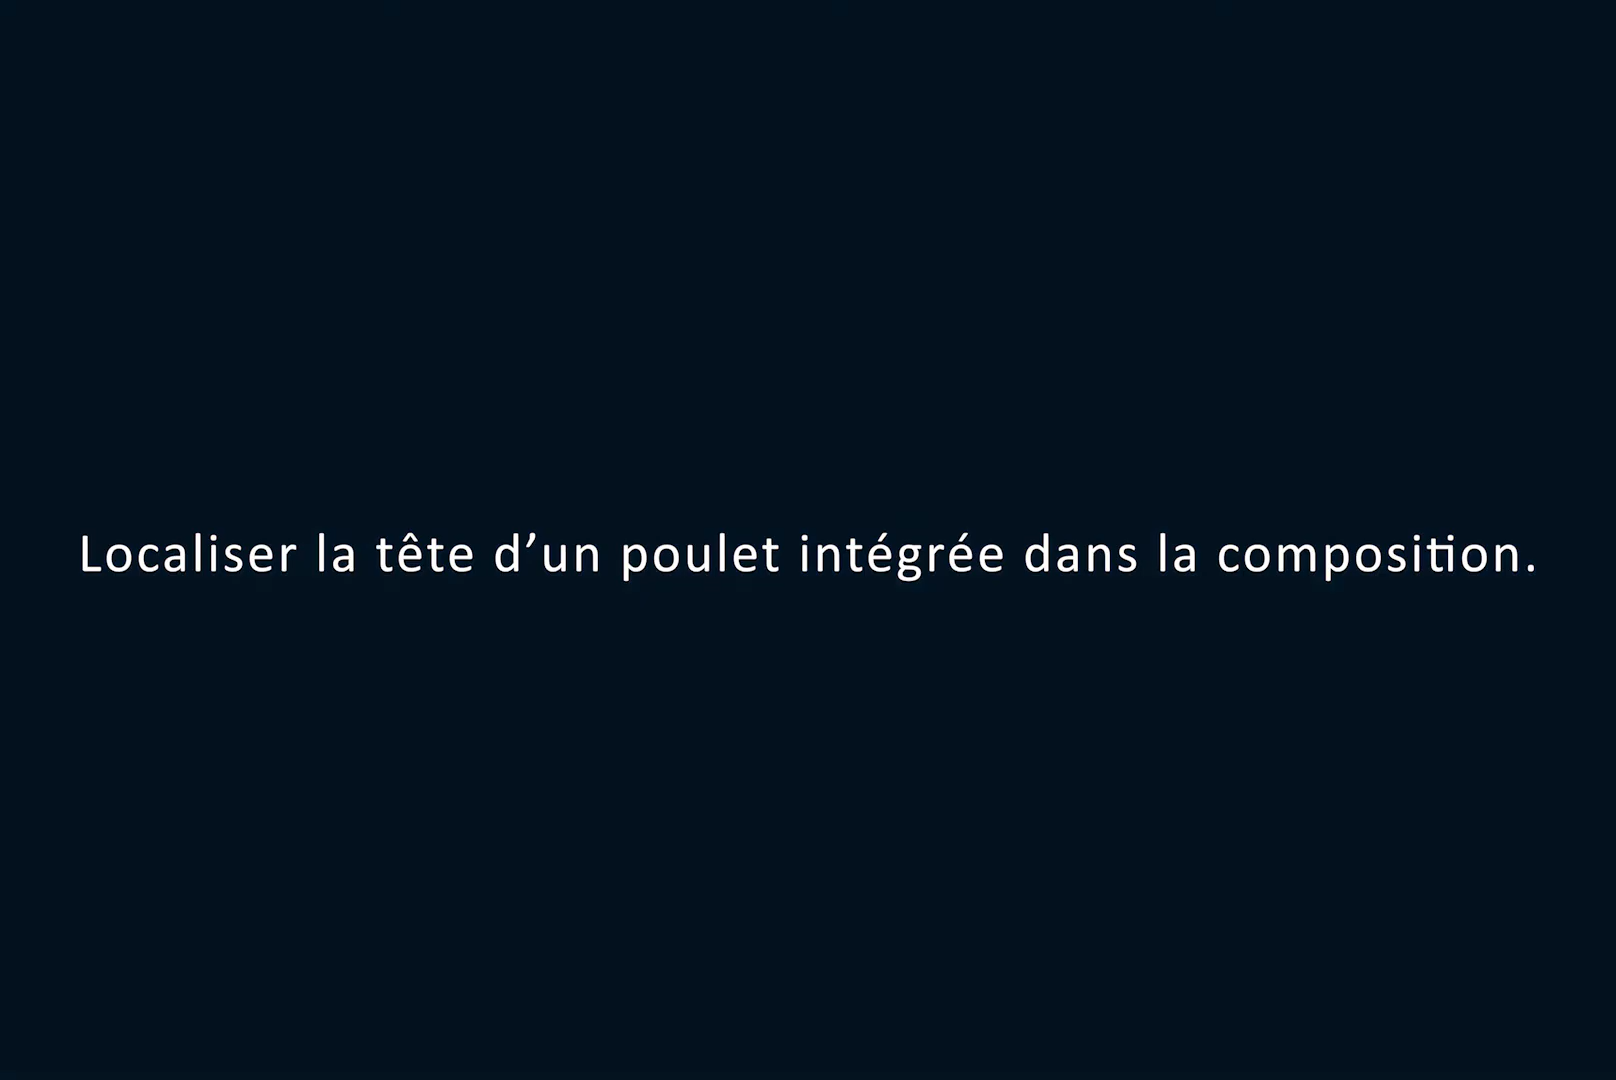 Localiser la tête d’un poulet intégrée dans la composition.